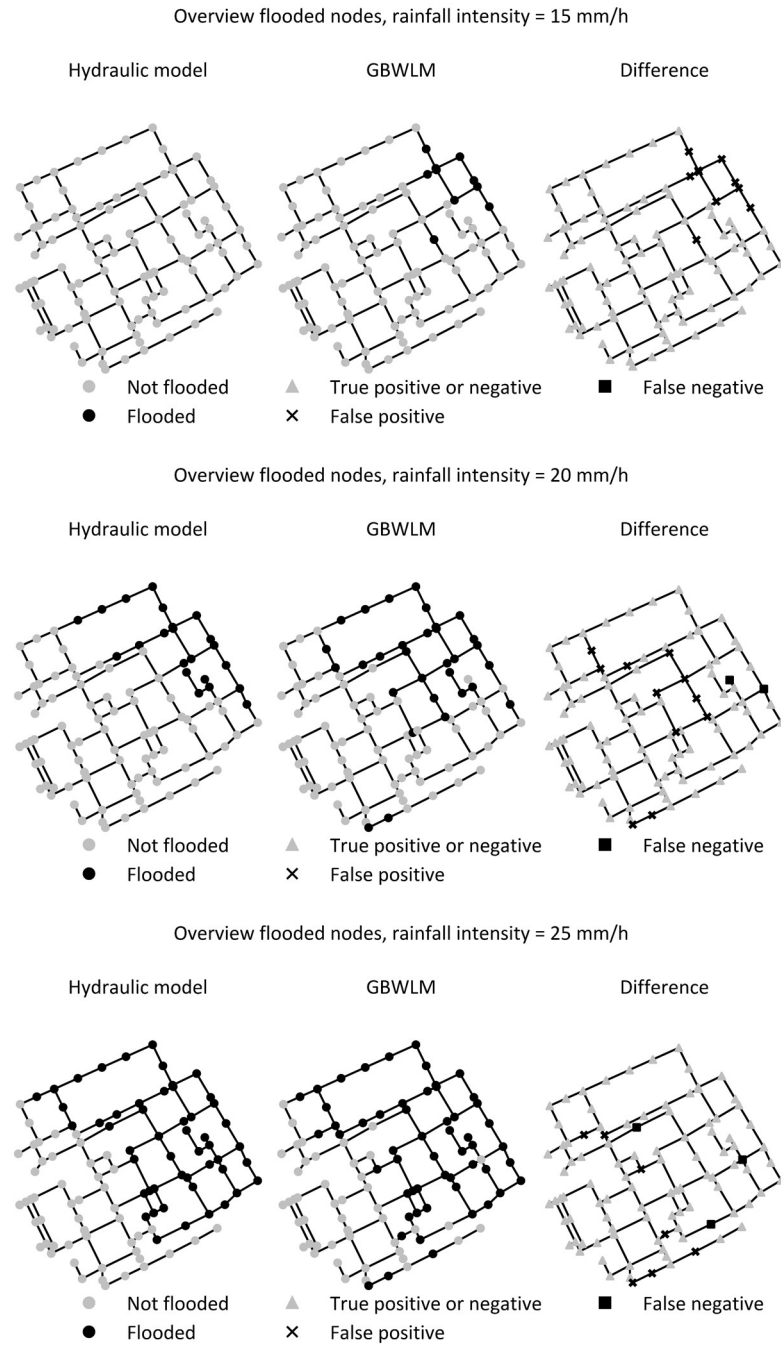 Overview flooded nodes, rainfall intensity = 15 mm/h
Hydraulic model GBWLM Difference
Not flooded True positive or negative False negative
Flooded False positive
Overview flooded nodes, rainfall intensity = 20 mm/h
Hydraulic model GBWLM Difference
Not flooded True positive or negative False negative
Flooded False positive
Overview flooded nodes, rainfall intensity = 25 mm/h
Hydraulic model GBWLM Difference
Not flooded True positive or negative False negative
Flooded False positive